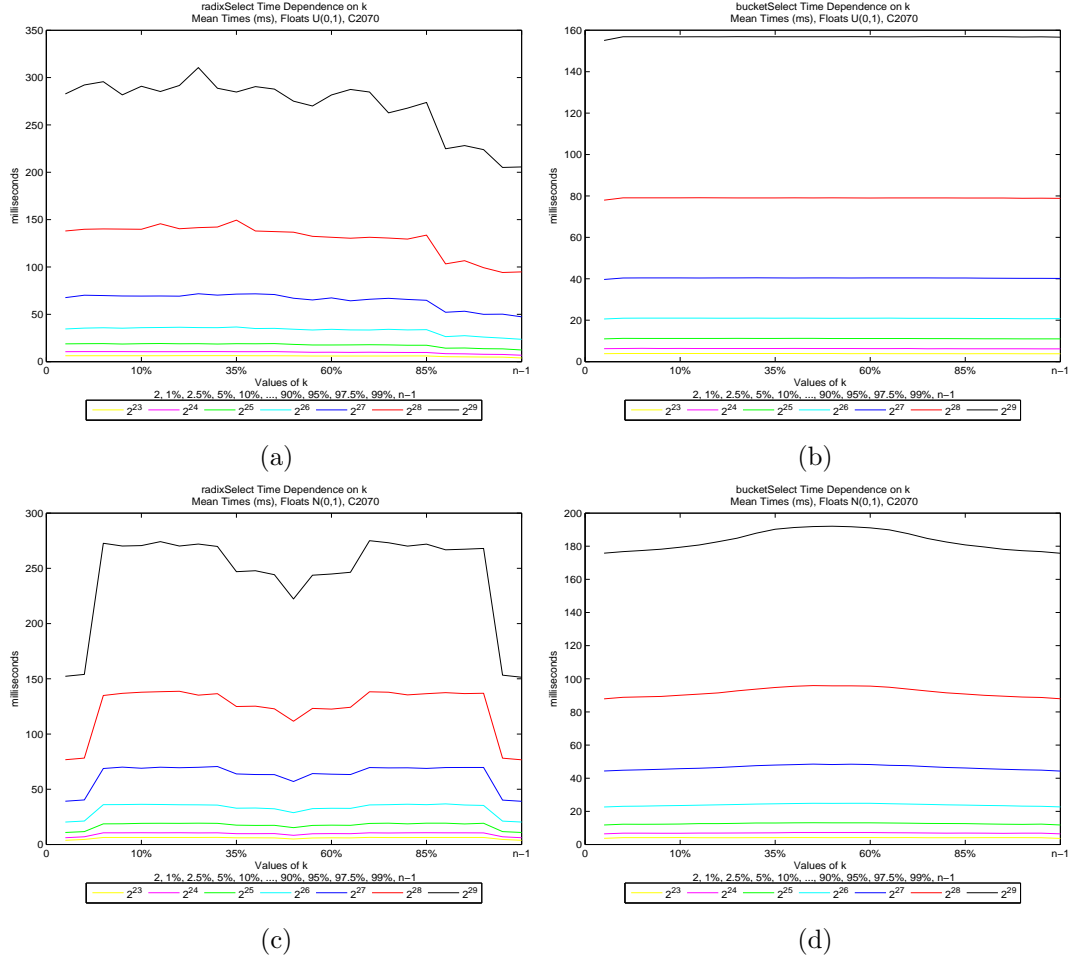 radixSelect Time Dependence on k
Mean Times (ms), Floats U(0,1), C2070
350
300
250
200
150
100
50
0
milliseconds
0
10%
35%
60%
85%
n−1
Values of k
2, 1%, 2.5%, 5%, 10%, ..., 90%, 95%, 97.5%, 99%, n−1
2^23 2^24 2^25 2^26 2^27 2^28 2^29
(a)
bucketSelect Time Dependence on k
Mean Times (ms), Floats U(0,1), C2070
160
140
120
100
80
60
40
20
0
milliseconds
0
10%
35%
60%
85%
n−1
Values of k
2, 1%, 2.5%, 5%, 10%, ..., 90%, 95%, 97.5%, 99%, n−1
2^23 2^24 2^25 2^26 2^27 2^28 2^29
(b)
radixSelect Time Dependence on k
Mean Times (ms), Floats N(0,1), C2070
300
250
200
150
100
50
0
milliseconds
0
10%
35%
60%
85%
n−1
Values of k
2, 1%, 2.5%, 5%, 10%, ..., 90%, 95%, 97.5%, 99%, n−1
2^23 2^24 2^25 2^26 2^27 2^28 2^29
(c)
bucketSelect Time Dependence on k
Mean Times (ms), Floats N(0,1), C2070
200
180
160
140
120
100
80
60
40
20
0
milliseconds
0
10%
35%
60%
85%
n−1
Values of k
2, 1%, 2.5%, 5%, 10%, ..., 90%, 95%, 97.5%, 99%, n−1
2^23 2^24 2^25 2^26 2^27 2^28 2^29
(d)